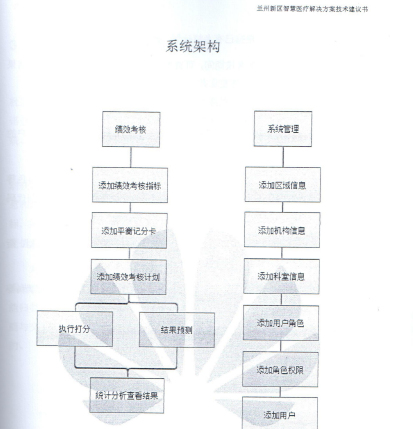 兰州新区智慧医疗解决方案技术建议书
系统架构
绩效考核
添加绩效考核指标
添加平衡记分卡
添加绩效考核计划
执行打分
结果预测
统计分析查看结果
系统管理
添加区域信息
添加机构信息
添加科室信息
添加用户角色
添加角色权限
添加用户